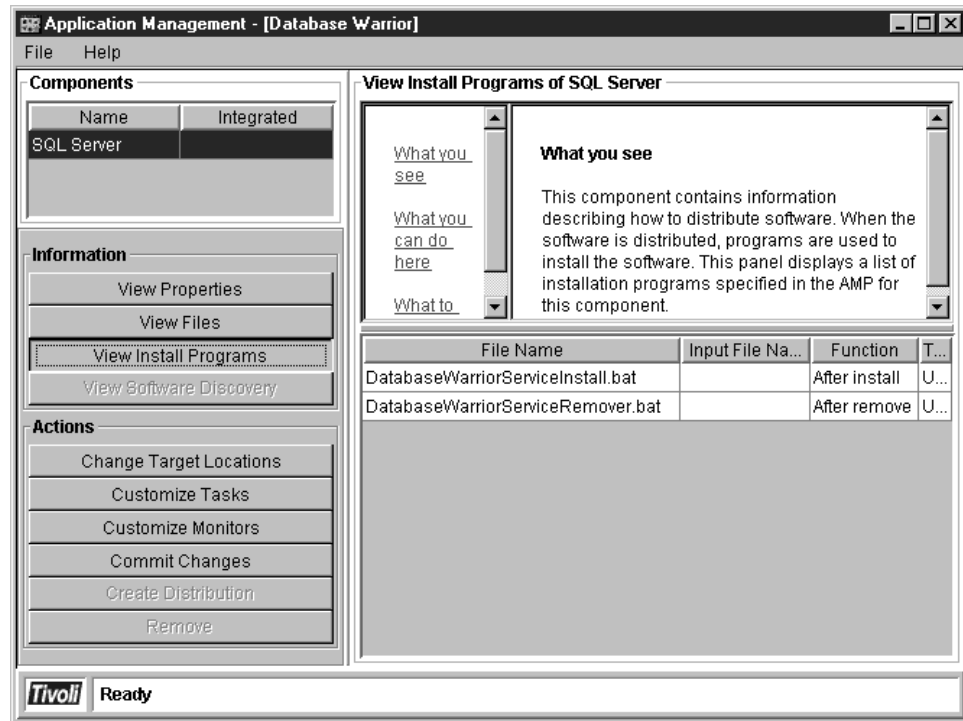 Application Management - [Database Warrior]
File Help
Components
Name Integrated
SQL Server
Information
View Properties
View Files
View Install Programs
View Software Discovery
Actions
Change Target Locations
Customize Tasks
Customize Monitors
Commit Changes
Create Distribution
Remove
View Install Programs of SQL Server
What you
see
What you
can do
here
What to
What you see
This component contains information
describing how to distribute software. When the
software is distributed, programs are used to
install the software. This panel displays a list of
installation programs specified in the AMP for
this component.
File Name Input File Na... Function T...
DatabaseWarriorServiceInstall.bat After install U...
DatabaseWarriorServiceRemover.bat After remove U...
Tivoli Ready